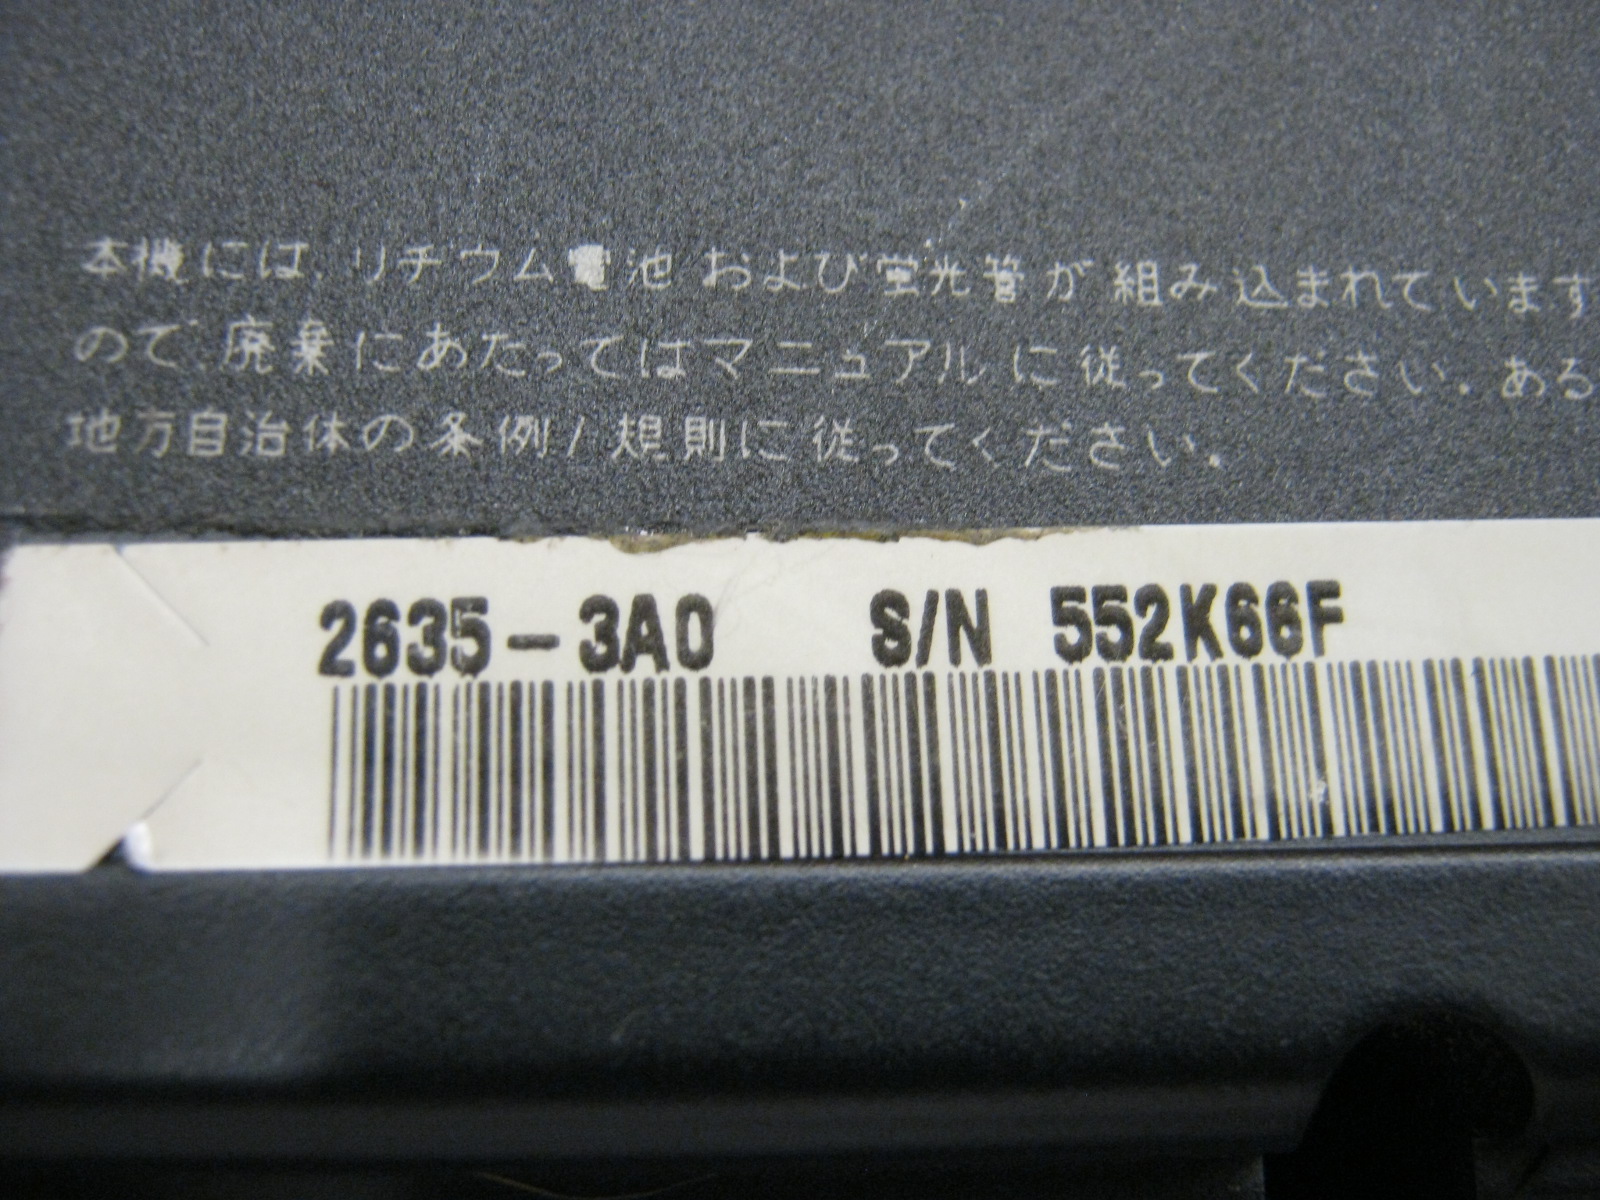 本機には、リチウム電池および蛍光管が組み込まれています
ので、廃棄にあたってはマニュアルに従ってください。ある
地方自治体の条例/規則に従ってください。
2635-3A0 S/N 552K66F